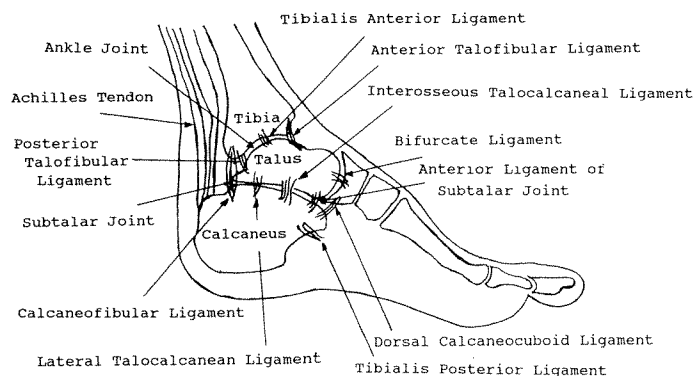 Tibialis Anterior Ligament
Ankle Joint
Anterior Talofibular Ligament
Achilles Tendon
Interosseous Talocalcaneal Ligament
Tibia
Posterior
Talofibular
Ligament
Talus
Bifurcate Ligament
Anterior Ligament of
Subtalar Joint
Subtalar Joint
Calcaneus
Calcaneofibular Ligament
Dorsal Calcaneocuboid Ligament
Lateral Talocalcanean Ligament
Tibialis Posterior Ligament